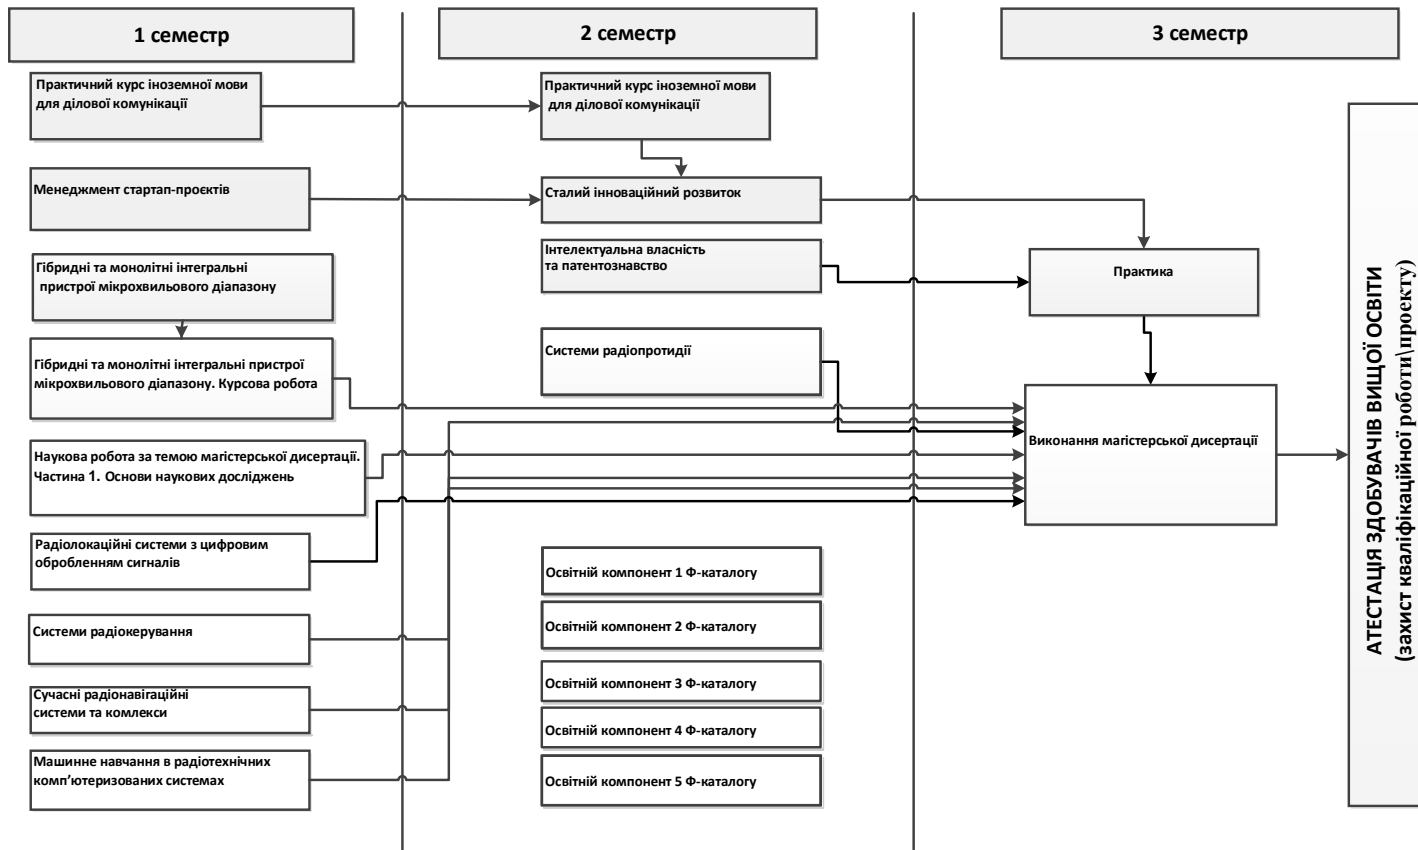 1 семестр
2 семестр
3 семестр
Практичний курс іноземної мови
для ділової комунікації
Менеджмент стартап-проєктів
Гібридні та монолітні інтегральні
пристрої мікрохвильового діапазону
Гібридні та монолітні інтегральні пристрої
мікрохвильового діапазону. Курсова робота
Наукова робота за темою магістерської дисертації.
Частина 1. Основи наукових досліджень
Радіолокаційні системи з цифровим
обробленням сигналів
Системи радіокерування
Сучасні радіонавігаційні
системи та комлекси
Машинне навчання в радіотехнічних
комп’ютеризованих системах
Практичний курс іноземної мови
для ділової комунікації
Сталий інноваційний розвиток
Інтелектуальна власність
та патентознавство
Системи радіопротидії
Освітній компонент 1 Ф-каталогу
Освітній компонент 2 Ф-каталогу
Освітній компонент 3 Ф-каталогу
Освітній компонент 4 Ф-каталогу
Освітній компонент 5 Ф-каталогу
Практика
Виконання магістерської дисертації
АТЕСТАЦІЯ ЗДОБУВАЧІВ ВИЩОЇ ОСВІТИ
(захист кваліфікаційної роботи\проекту)